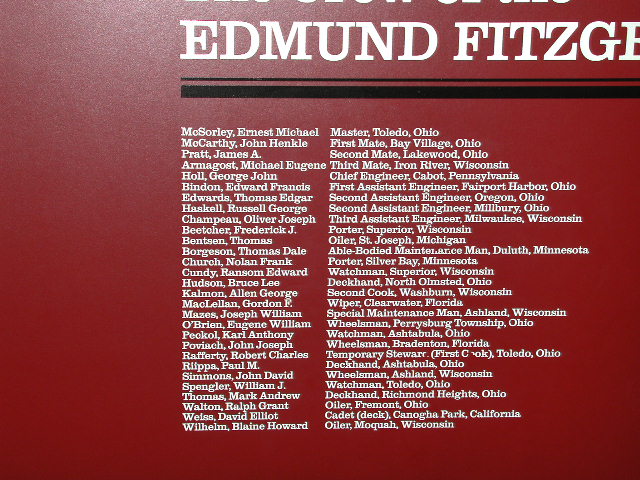 The Crew of the
EDMUND FITZGE
McSorley, Ernest Michael Master, Toledo, Ohio
McCarthy, John Henkle First Mate, Bay Village, Ohio
Pratt, James A. Second Mate, Lakewood, Ohio
Armagost, Michael Eugene Third Mate, Iron River, Wisconsin
Holl, George John Chief Engineer, Cabot, Pennsylvania
Bindon, Edward Francis First Assistant Engineer, Fairport Harbor, Ohio
Edwards, Thomas Edgar Second Assistant Engineer, Oregon, Ohio
Haskell, Russell George Second Assistant Engineer, Millbury, Ohio
Champeau, Oliver Joseph Third Assistant Engineer, Milwaukee, Wisconsin
Beetcher, Frederick J. Porter, Superior, Wisconsin
Bentsen, Thomas Oiler, St. Joseph, Michigan
Borgeson, Thomas Dale Able-Bodied Maintenance Man, Duluth, Minnesota
Church, Nolan Frank Porter, Silver Bay, Minnesota
Cundy, Ransom Edward Watchman, Superior, Wisconsin
Hudson, Bruce Lee Deckhand, North Olmsted, Ohio
Kalmon, Allen George Second Cook, Washburn, Wisconsin
MacLellan, Gordon F. Wiper, Clearwater, Florida
Mazes, Joseph William Special Maintenance Man, Ashland, Wisconsin
O'Brien, Eugene William Wheelsman, Perrysburg Township, Ohio
Peckol, Karl Anthony Watchman, Ashtabula, Ohio
Poviach, John Joseph Wheelsman, Bradenton, Florida
Rafferty, Robert Charles Temporary Steward (First Cook), Toledo, Ohio
Riippa, Paul M. Deckhand, Ashtabula, Ohio
Simmons, John David Wheelsman, Ashland, Wisconsin
Spengler, William J. Watchman, Toledo, Ohio
Thomas, Mark Andrew Deckhand, Richmond Heights, Ohio
Walton, Ralph Grant Oiler, Fremont, Ohio
Weiss, David Elliot Cadet (deck), Canogha Park, California
Wilhelm, Blaine Howard Oiler, Moquah, Wisconsin